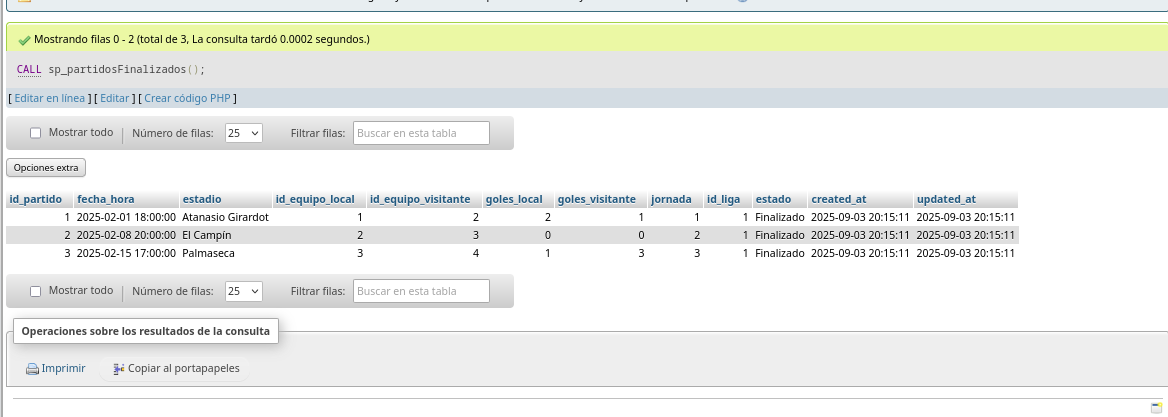 Mostrando filas 0 - 2 (total de 3, La consulta tardó 0.0002 segundos.)
CALL sp_partidosFinalizados();
[ Editar en línea ] [ Editar ] [ Crear código PHP ]
Mostrar todo | Número de filas: 25 Filtrar filas: Buscar en esta tabla
Opciones extra
id_partido fecha_hora estadio id_equipo_local id_equipo_visitante goles_local goles_visitante jornada id_liga estado created_at updated_at
1 2025-02-01 18:00:00 Atanasio Girardot 1 2 2 1 1 1 Finalizado 2025-09-03 20:15:11 2025-09-03 20:15:11
2 2025-02-08 20:00:00 El Campín 2 3 0 0 2 1 Finalizado 2025-09-03 20:15:11 2025-09-03 20:15:11
3 2025-02-15 17:00:00 Palmaseca 3 4 1 3 3 1 Finalizado 2025-09-03 20:15:11 2025-09-03 20:15:11
Mostrar todo | Número de filas: 25 Filtrar filas: Buscar en esta tabla
Operaciones sobre los resultados de la consulta
Imprimir Copiar al portapapeles